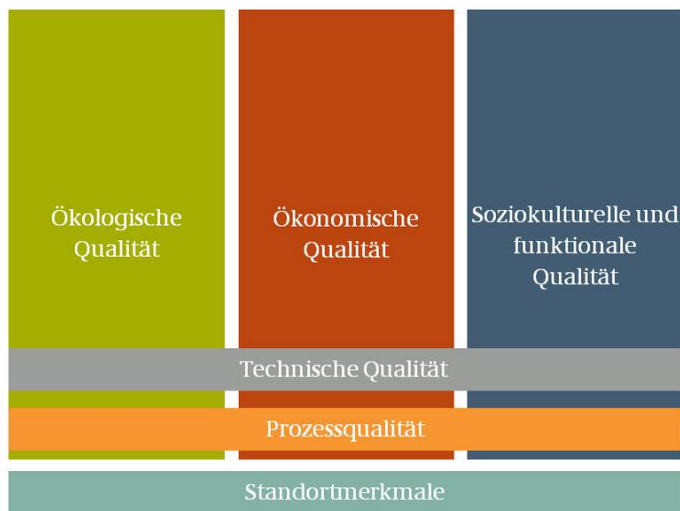 Ökologische
Qualität
Ökonomische
Qualität
Soziokulturelle und
funktionale
Qualität
Technische Qualität
Prozessqualität
Standortmerkmale